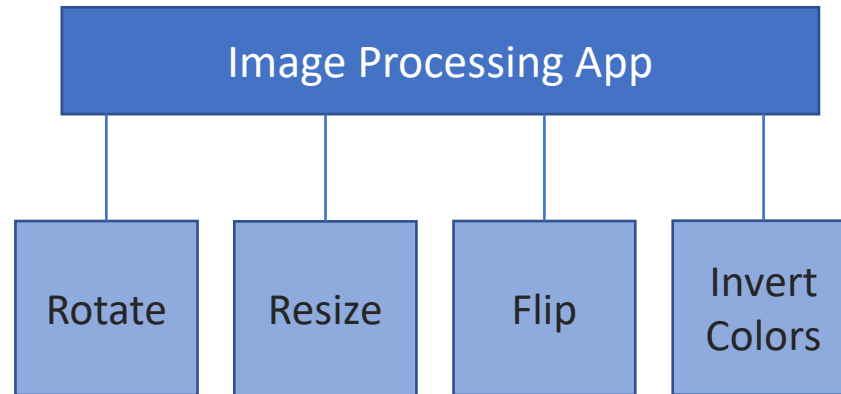 Image Processing App
Rotate
Resize
Flip
Invert
Colors